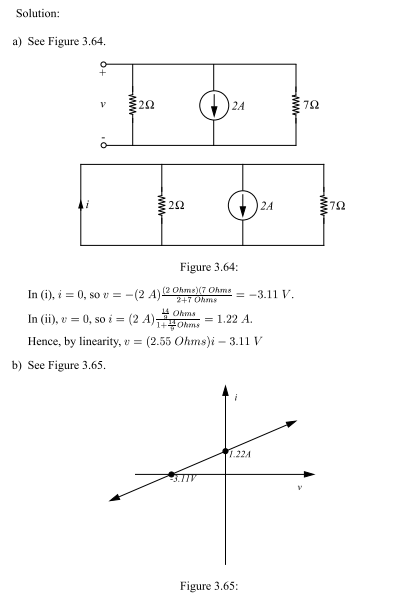 Solution:
a) See Figure 3.64.
+
v
-
2Ω
2A
7Ω
i
2Ω
2A
7Ω
Figure 3.64:
In (i), i = 0, so v = −(2 A) (2 Ohms)(7 Ohms) / 2+7 Ohms = −3.11 V.
In (ii), v = 0, so i = (2 A) 14/9 Ohms / 1+14/9 Ohms = 1.22 A.
Hence, by linearity, v = (2.55 Ohms)i − 3.11 V
b) See Figure 3.65.
i
1.22A
-3.11V
v
Figure 3.65: